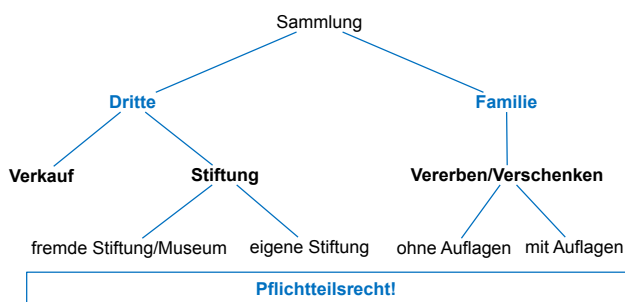 Sammlung
Dritte Familie
Verkauf Stiftung Vererben/Verschenken
fremde Stiftung/Museum eigene Stiftung ohne Auflagen mit Auflagen
Pflichtteilsrecht!